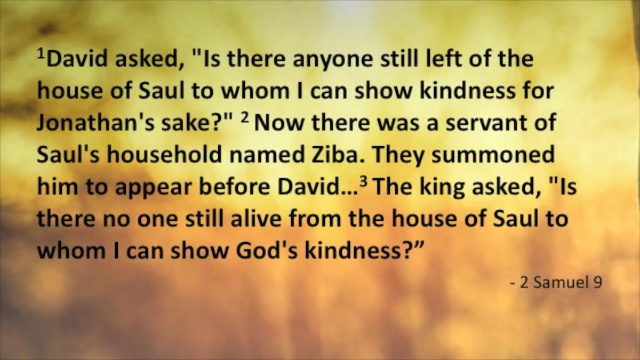 ¹David asked, "Is there anyone still left of the
house of Saul to whom I can show kindness for
Jonathan's sake?" ² Now there was a servant of
Saul's household named Ziba. They summoned
him to appear before David…³ The king asked, "Is
there no one still alive from the house of Saul to
whom I can show God's kindness?”
- 2 Samuel 9